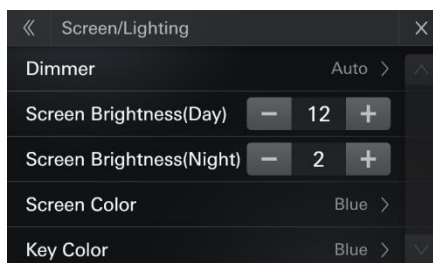 Screen/Lighting
Dimmer Auto
Screen Brightness(Day) − 12 +
Screen Brightness(Night) − 2 +
Screen Color Blue
Key Color Blue